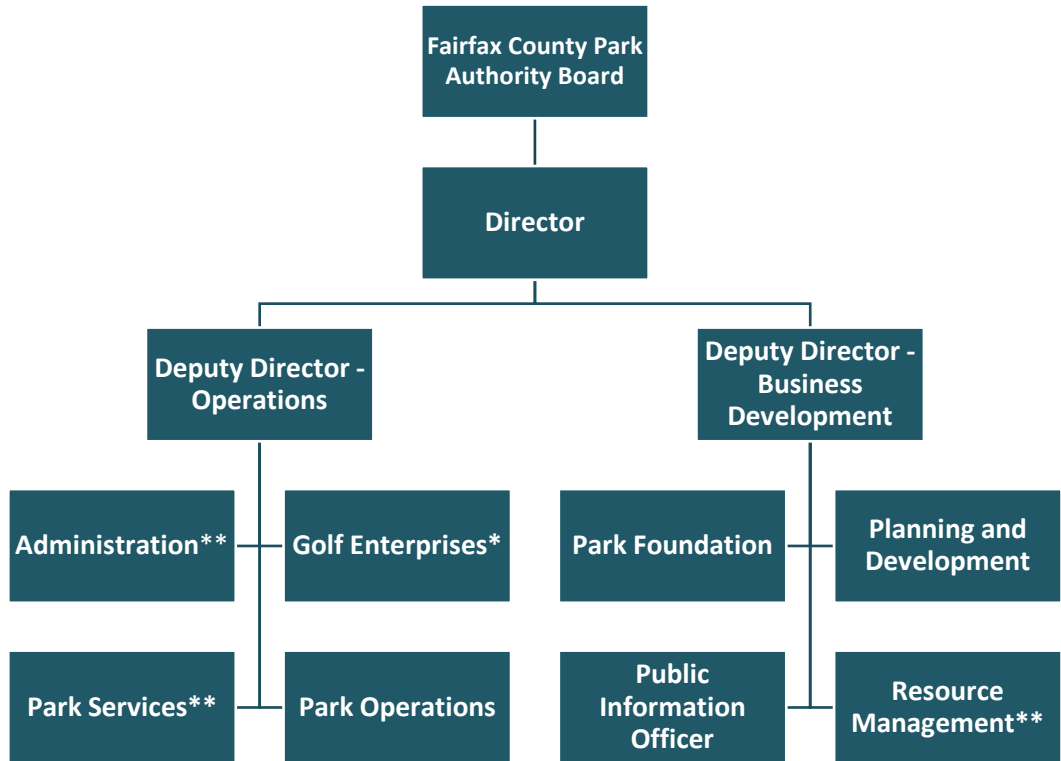 Fairfax County Park
Authority Board
Director
Deputy Director -
Operations
Deputy Director -
Business
Development
Administration**
Golf Enterprises*
Park Foundation
Planning and
Development
Park Services**
Park Operations
Public
Information
Officer
Resource
Management**